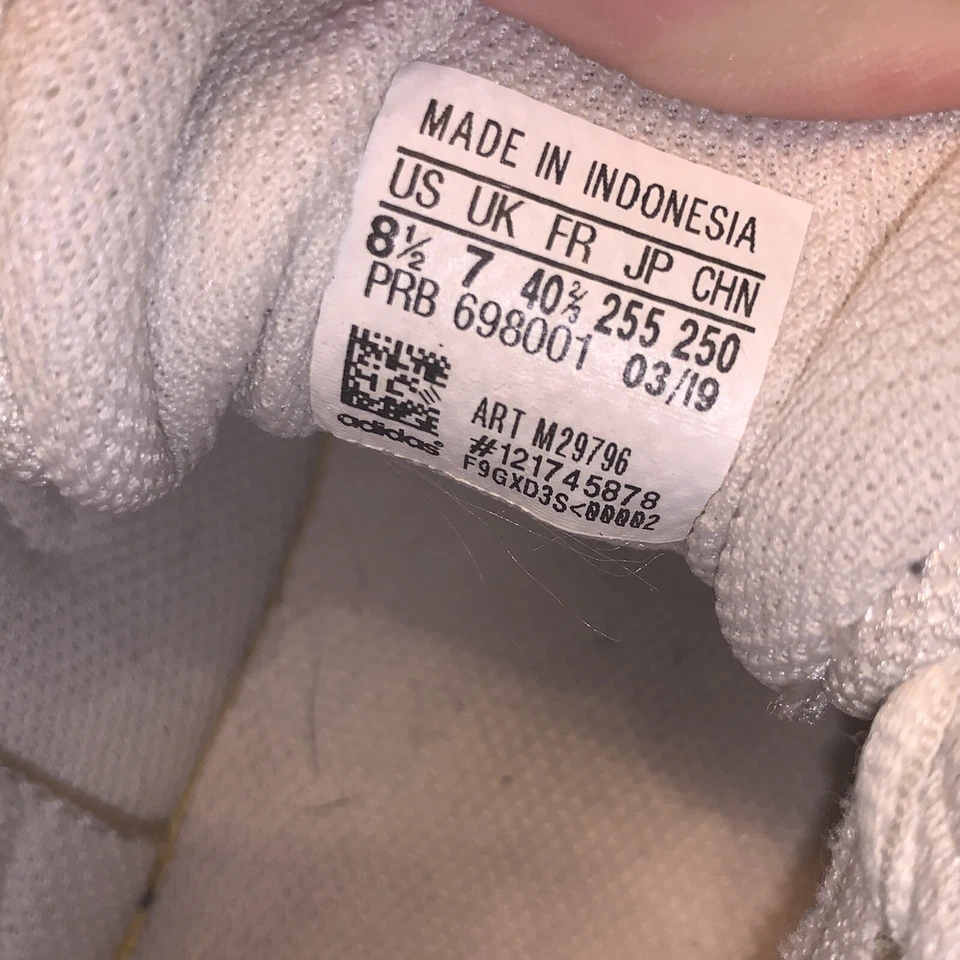 MADE IN INDONESIA
US UK FR JP CHN
8½ 7 40⅔ 255 250
PRB 698001 03/19
ART M29796
#121745878
F9GXD3S<00002
adidas